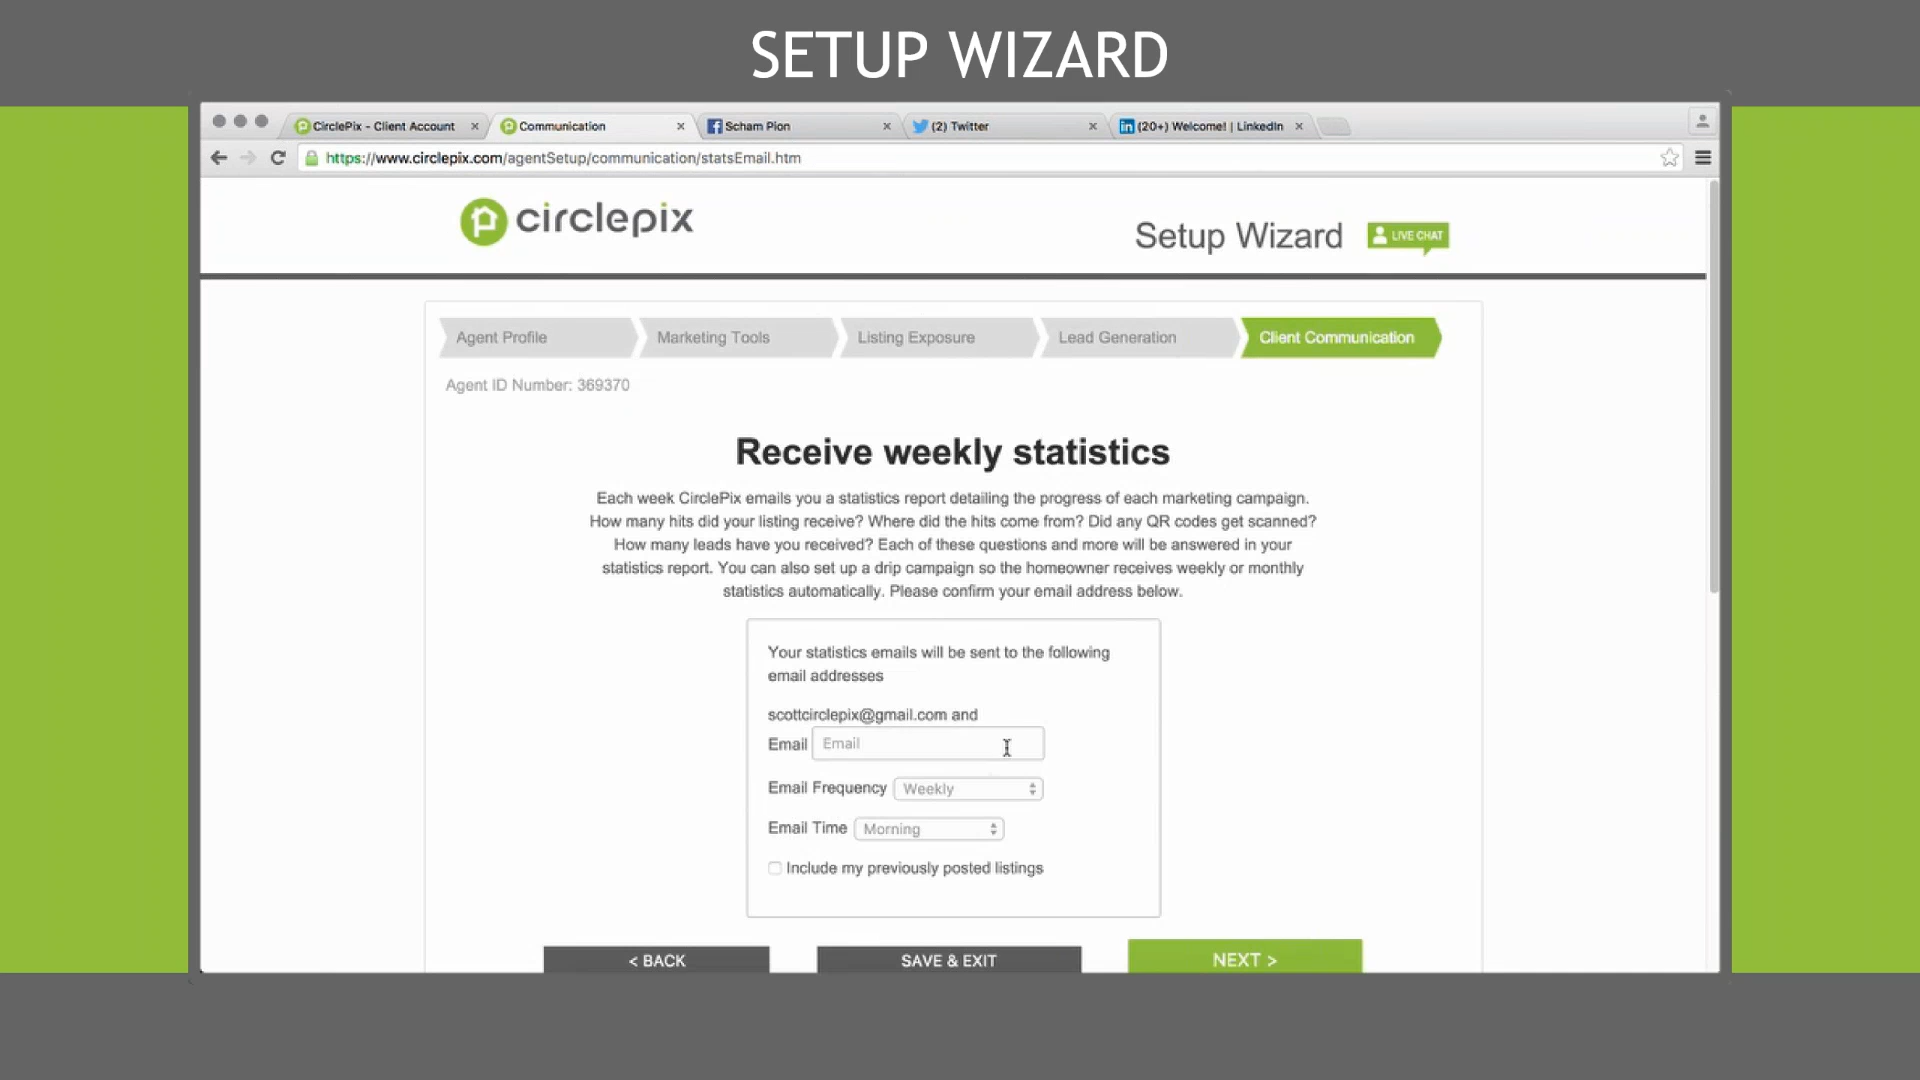 SETUP WIZARD
CirclePix - Client Account
Communication
Scham Pion
(2) Twitter
(20+) Welcome! | LinkedIn
https://www.circlepix.com/agentSetup/communication/statsEmail.htm
circlepix
Setup Wizard
LIVE CHAT
Agent Profile
Marketing Tools
Listing Exposure
Lead Generation
Client Communication
Agent ID Number: 369370
Receive weekly statistics
Each week CirclePix emails you a statistics report detailing the progress of each marketing campaign.
How many hits did your listing receive? Where did the hits come from? Did any QR codes get scanned?
How many leads have you received? Each of these questions and more will be answered in your
statistics report. You can also set up a drip campaign so the homeowner receives weekly or monthly
statistics automatically. Please confirm your email address below.
Your statistics emails will be sent to the following
email addresses
scottcirclepix@gmail.com and
Email Email
Email Frequency Weekly
Email Time Morning
Include my previously posted listings
< BACK
SAVE & EXIT
NEXT >